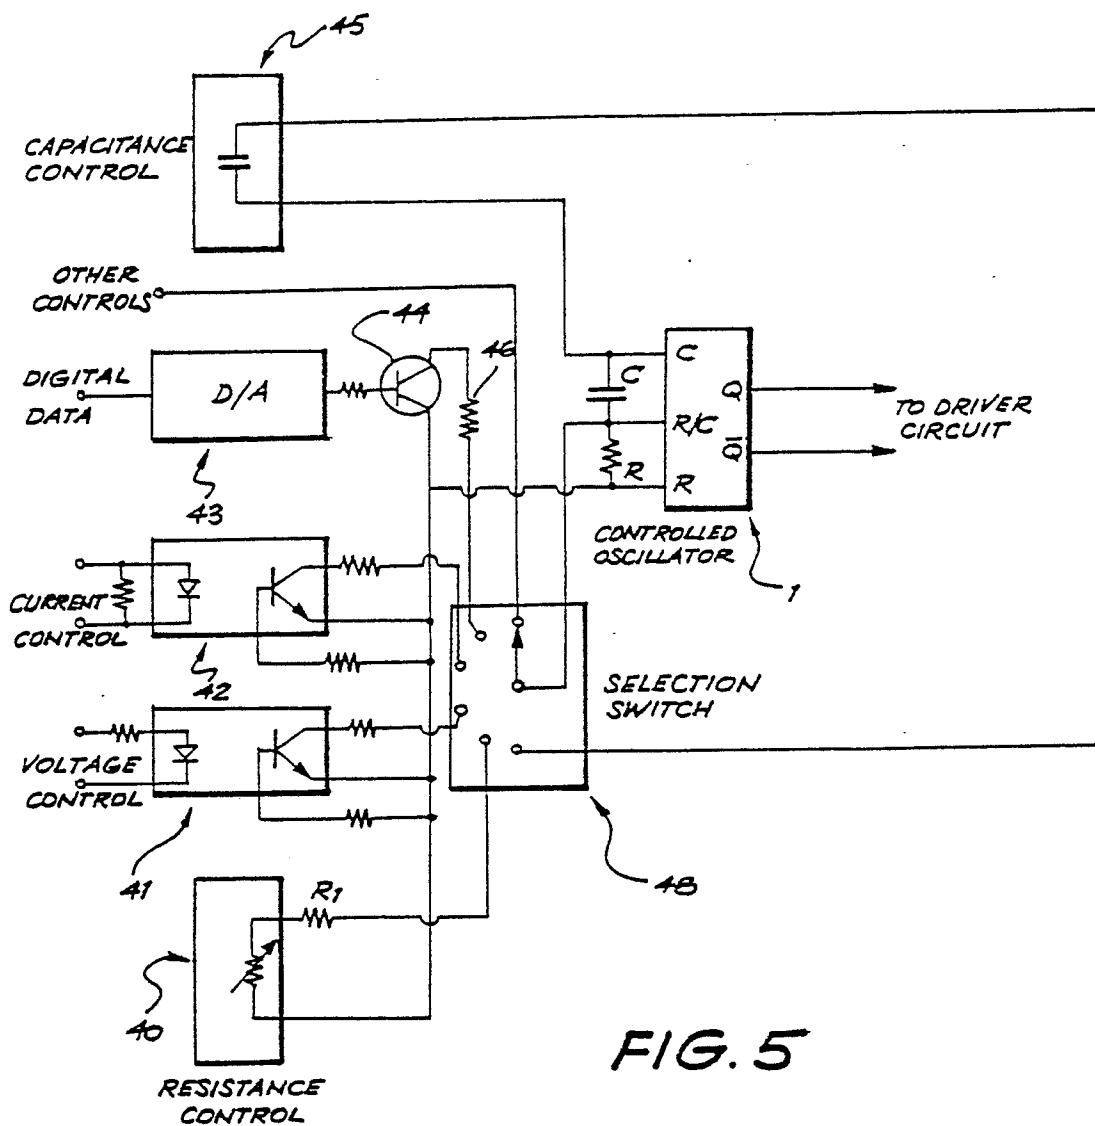 45
CAPACITANCE
CONTROL
OTHER
CONTROLS
44
46
C
C
DIGITAL
DATA
D/A
Q
R/C
TO DRIVER
CIRCUIT
Q̅
R
R
43
CONTROLLED
OSCILLATOR
1
CURRENT
CONTROL
42
SELECTION
SWITCH
VOLTAGE
CONTROL
41
48
R1
40
FIG. 5
RESISTANCE
CONTROL